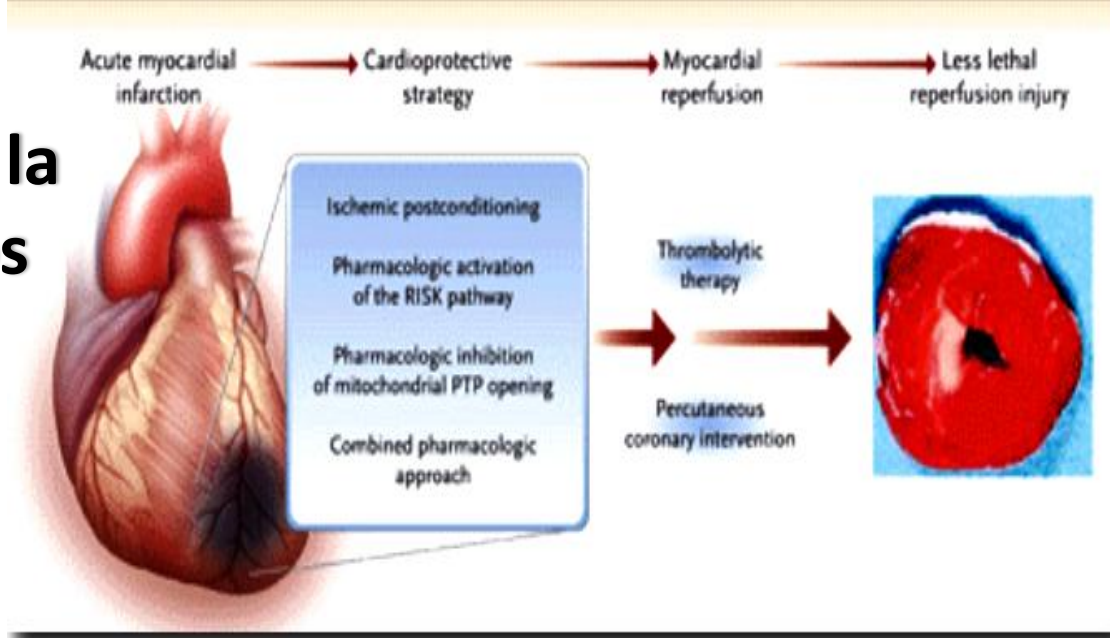 Acute myocardial
infarction
Cardioprotective
strategy
Myocardial
reperfusion
Less lethal
reperfusion injury
la
s
Ischemic postconditioning
Pharmacologic activation
of the RISK pathway
Pharmacologic inhibition
of mitochondrial PTP opening
Combined pharmacologic
approach
Thrombolytic
therapy
Percutaneous
coronary intervention